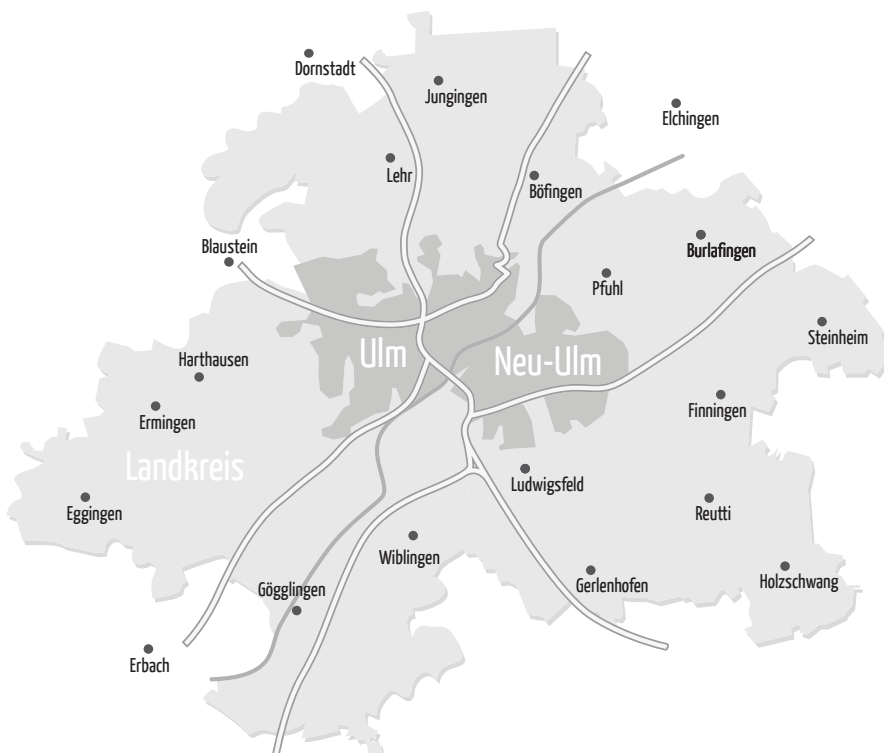 Dornstadt
Jungingen
Elchingen
Lehr
Böfingen
Blaustein
Burlafingen
Pfuhl
Steinheim
Ulm
Neu-Ulm
Harthausen
Finningen
Ermingen
Landkreis
Ludwigsfeld
Eggingen
Reutti
Wiblingen
Gerlenhofen
Holzschwang
Gögglingen
Erbach